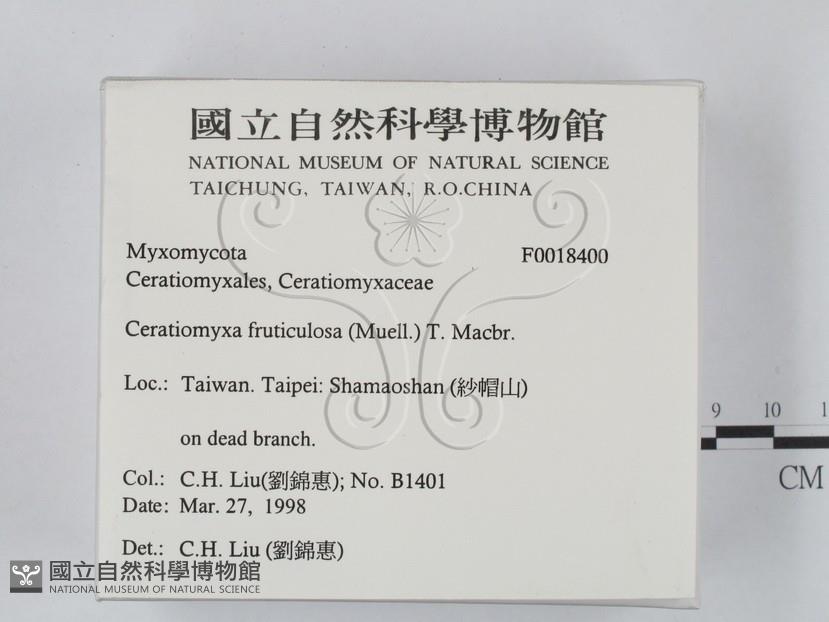 國立自然科學博物館
NATIONAL MUSEUM OF NATURAL SCIENCE
TAICHUNG, TAIWAN, R.O.CHINA
Myxomycota F0018400
Ceratiomyxales, Ceratiomyxaceae
Ceratiomyxa fruticulosa (Muell.) T. Macbr.
Loc.: Taiwan. Taipei: Shamaoshan (紗帽山)
on dead branch.
Col.: C.H. Liu(劉錦惠); No. B1401
Date: Mar. 27, 1998
Det.: C.H. Liu (劉錦惠)
9 10 1
CM
國立自然科學博物館
NATIONAL MUSEUM OF NATURAL SCIENCE